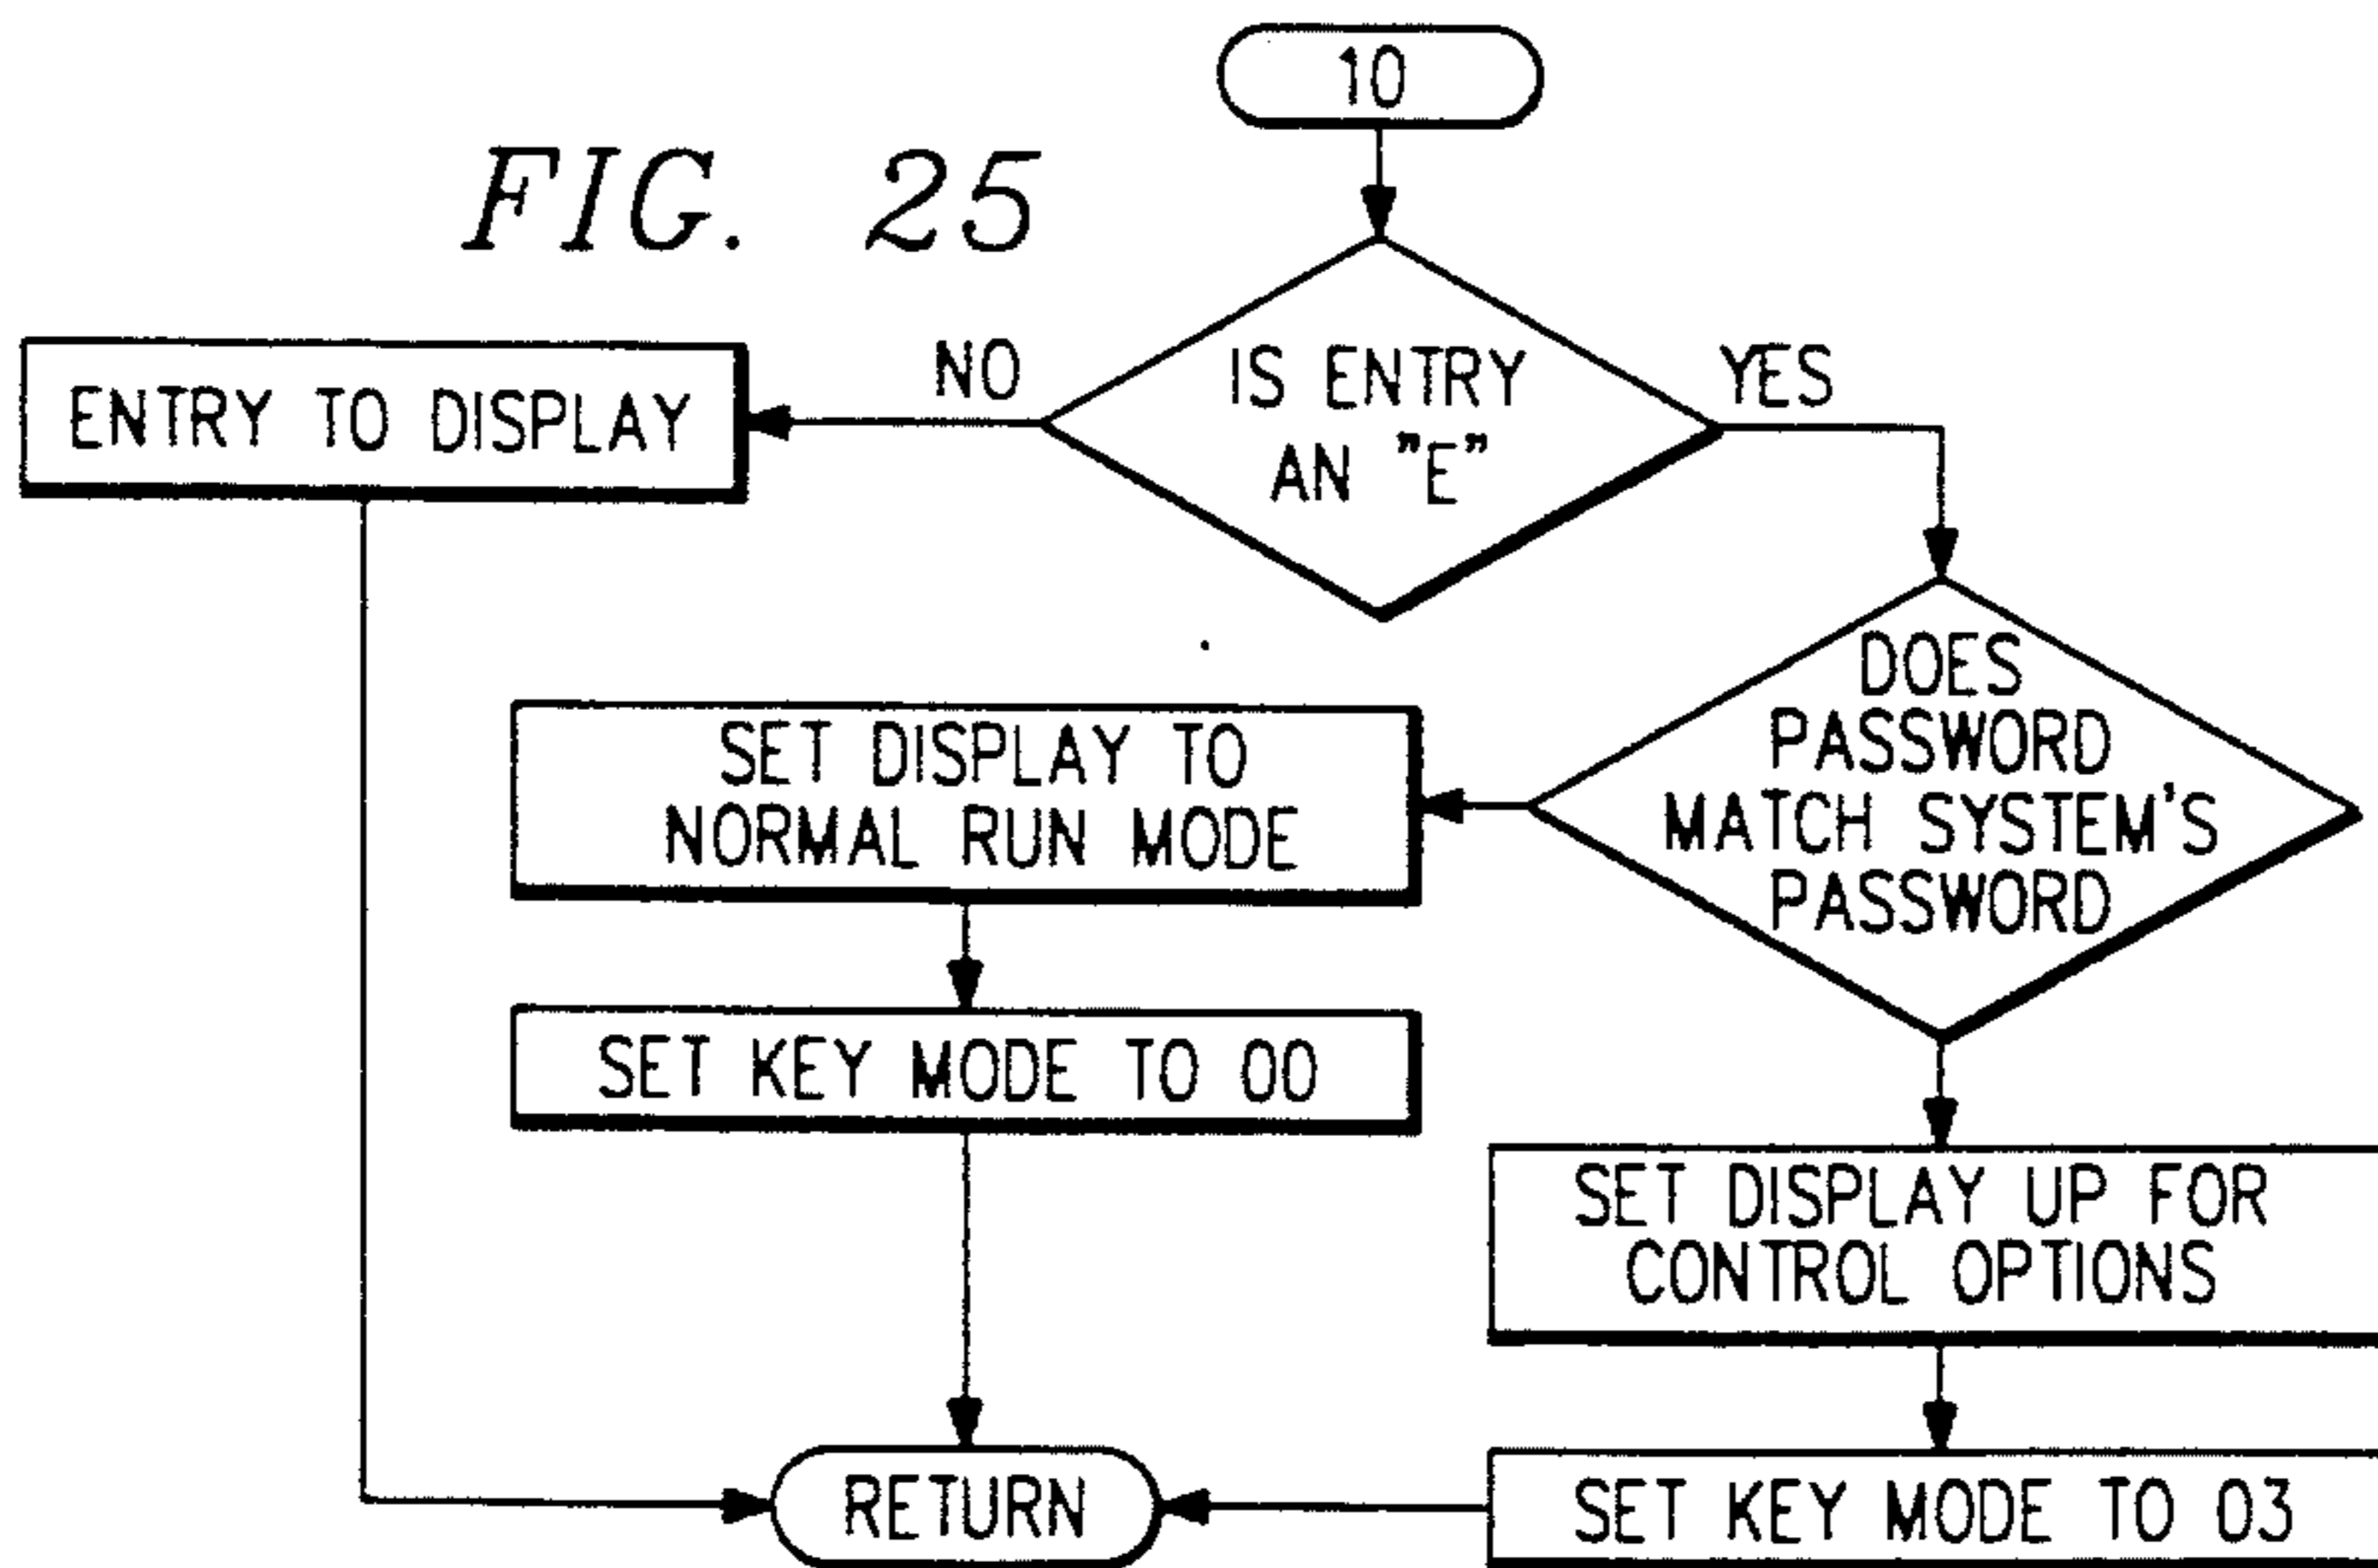 10
FIG. 25
IS ENTRY
AN "E"
NO
YES
ENTRY TO DISPLAY
DOES
PASSWORD
MATCH SYSTEM'S
PASSWORD
SET DISPLAY TO
NORMAL RUN MODE
SET KEY MODE TO 00
SET DISPLAY UP FOR
CONTROL OPTIONS
SET KEY MODE TO 03
RETURN